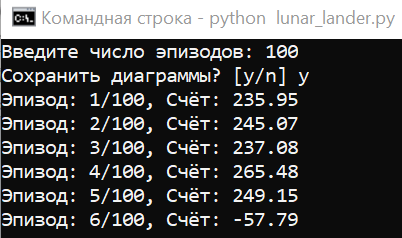 Командная строка - python lunar_lander.py
Введите число эпизодов: 100
Сохранить диаграммы? [y/n] y
Эпизод: 1/100, Счёт: 235.95
Эпизод: 2/100, Счёт: 245.07
Эпизод: 3/100, Счёт: 237.08
Эпизод: 4/100, Счёт: 265.48
Эпизод: 5/100, Счёт: 249.15
Эпизод: 6/100, Счёт: -57.79